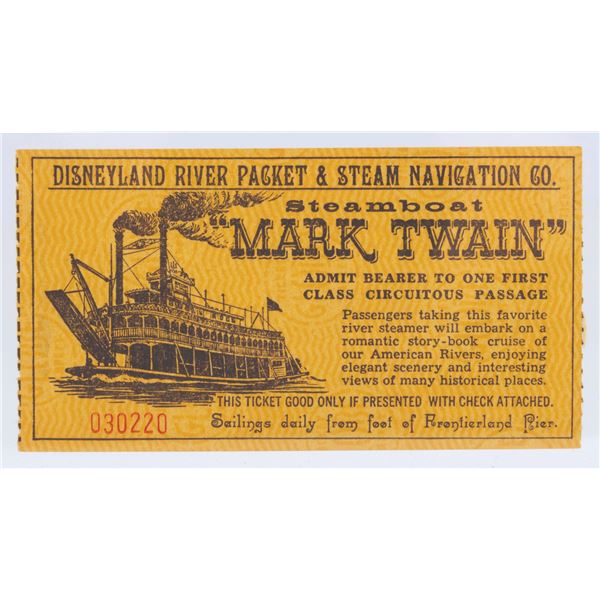 DISNEYLAND RIVER PACKET & STEAM NAVIGATION CO.
Steamboat
"MARK TWAIN"
ADMIT BEARER TO ONE FIRST
CLASS CIRCUITOUS PASSAGE
Passengers taking this favorite
river steamer will embark on a
romantic story-book cruise of
our American Rivers, enjoying
elegant scenery and interesting
views of many historical places.
THIS TICKET GOOD ONLY IF PRESENTED WITH CHECK ATTACHED.
030220
Sailings daily from foot of Frontierland Pier.